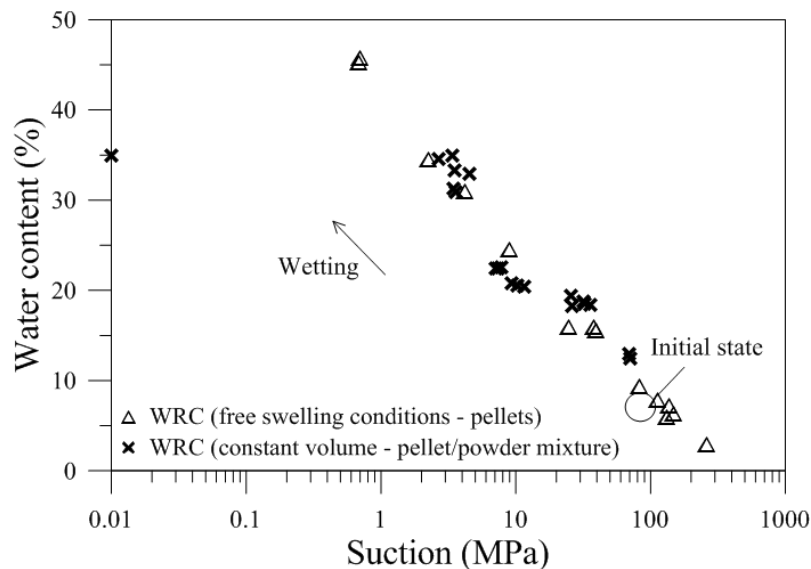 50
40
30
20
10
0
Water content (%)
Wetting
Initial state
WRC (free swelling conditions - pellets)
WRC (constant volume - pellet/powder mixture)
0.01 0.1 1 10 100 1000
Suction (MPa)